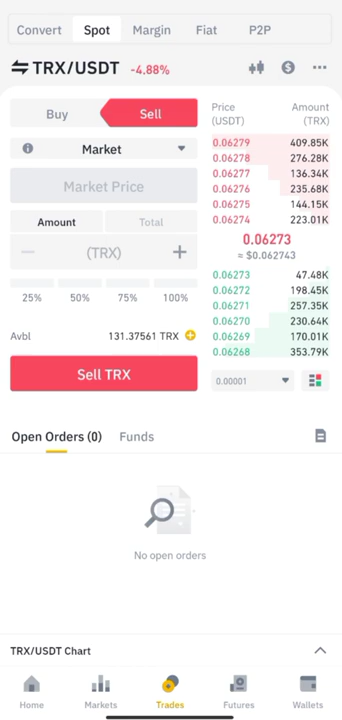 Convert Spot Margin Fiat P2P
TRX/USDT -4.88%
Buy Sell
Market
Market Price
Amount Total
(TRX)
25% 50% 75% 100%
Avbl 131.37561 TRX
Sell TRX
Price (USDT) Amount (TRX)
0.06279 409.85K
0.06278 276.28K
0.06277 136.34K
0.06276 235.68K
0.06275 144.15K
0.06274 223.01K
0.06273
≈ $0.062743
0.06273 47.48K
0.06272 198.45K
0.06271 257.35K
0.06270 230.64K
0.06269 170.01K
0.06268 353.79K
0.00001
Open Orders (0) Funds
No open orders
TRX/USDT Chart
Home Markets Trades Futures Wallets